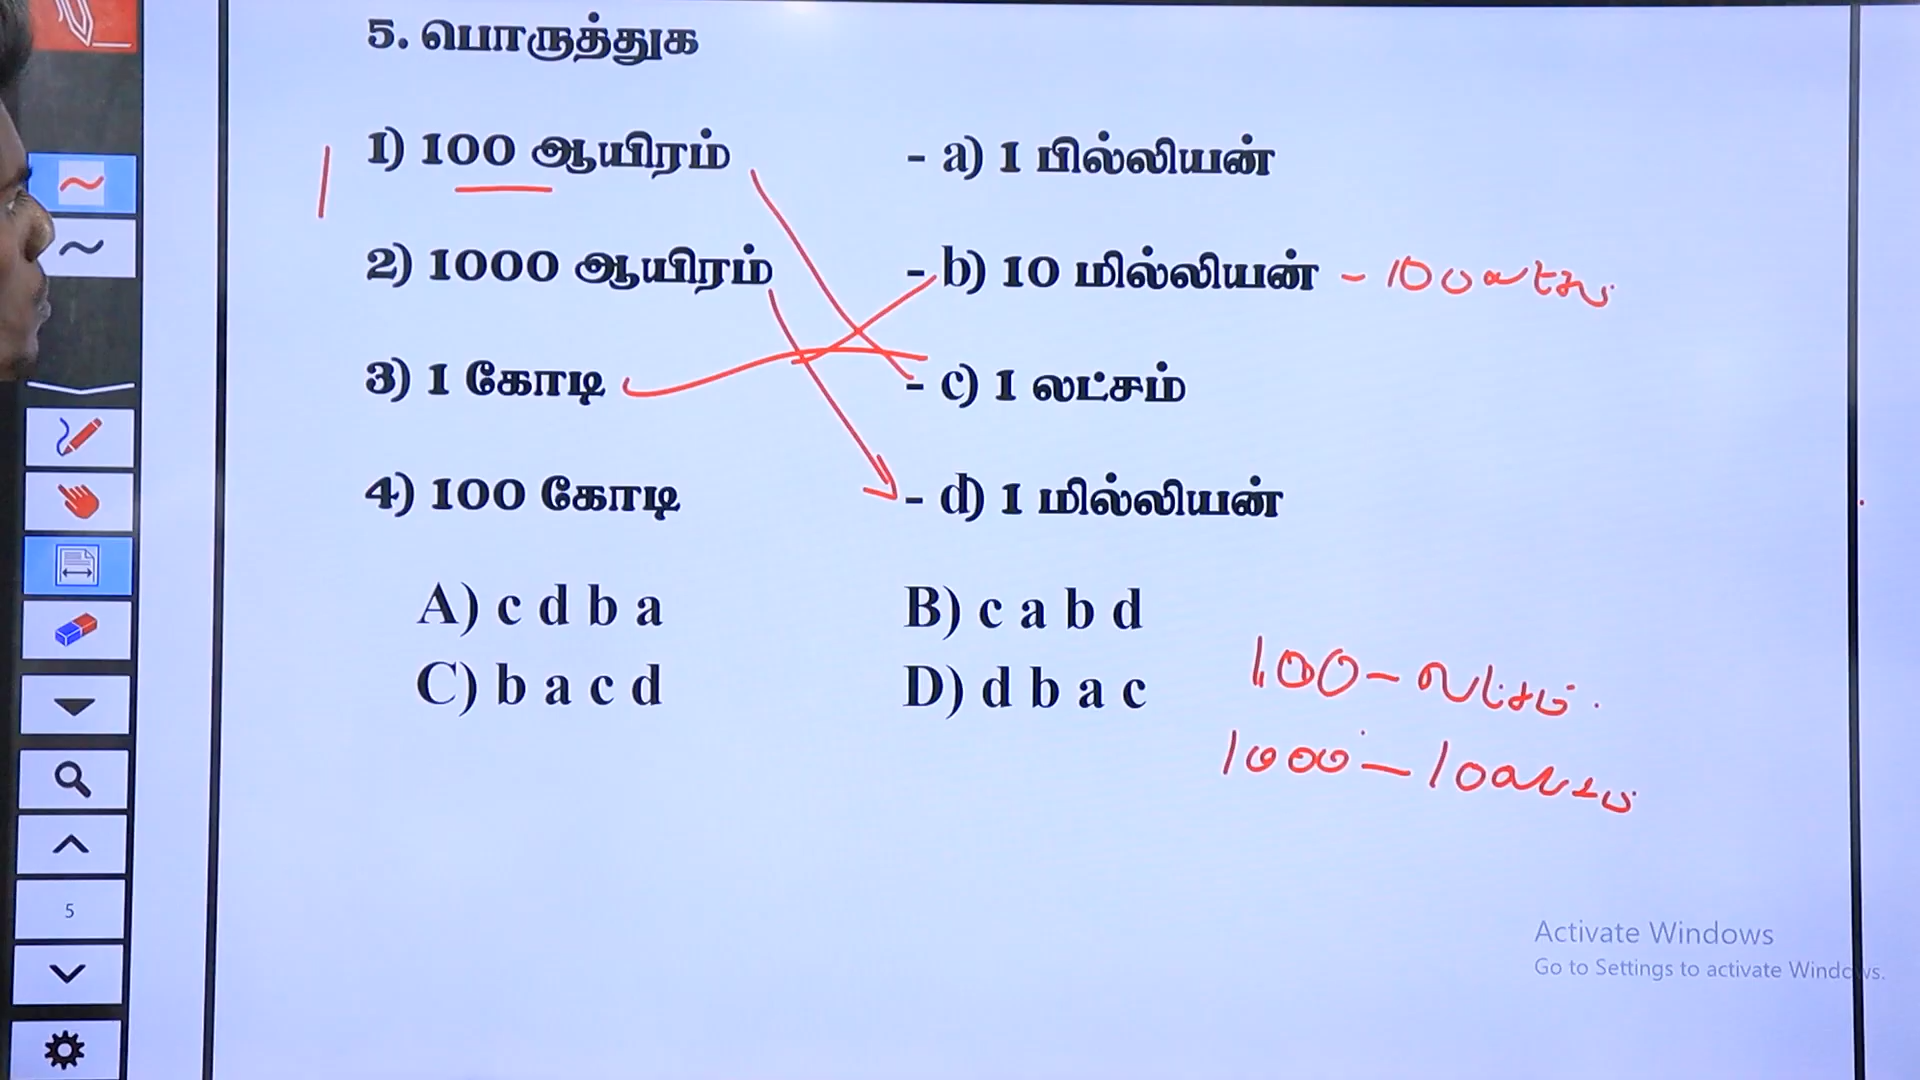 5. பொருத்துக
1) 100 ஆயிரம் - a) 1 பில்லியன்
2) 1000 ஆயிரம் - b) 10 மில்லியன் - 100 லட்சம்
3) 1 கோடி - c) 1 லட்சம்
4) 100 கோடி - d) 1 மில்லியன்
A) c d b a B) c a b d
C) b a c d D) d b a c
100 - லட்சம்.
1000 - 10 லட்சம்
5
Activate Windows
Go to Settings to activate Windows.